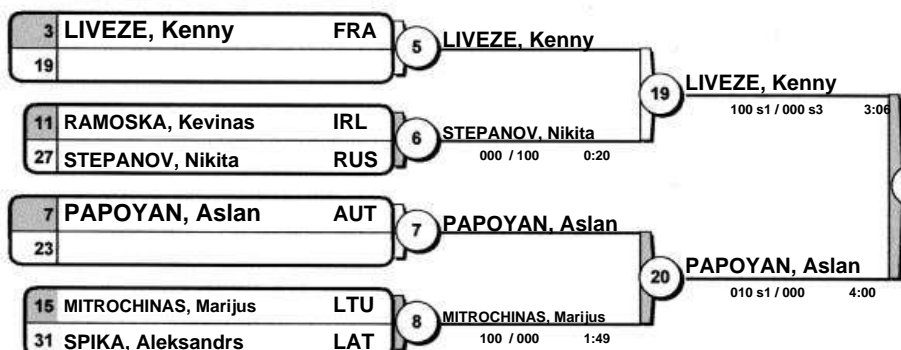 3 LIVEZE, Kenny FRA
19
5 LIVEZE, Kenny
19 LIVEZE, Kenny
100 s1 / 000 s3 3:06
11 RAMOSKA, Kevinas IRL
27 STEPANOV, Nikita RUS
6 STEPANOV, Nikita
000 / 100 0:20
7 PAPOYAN, Aslan AUT
23
7 PAPOYAN, Aslan
20 PAPOYAN, Aslan
010 s1 / 000 4:00
15 MITROCHINAS, Marijus LTU
31 SPIKA, Aleksandrs LAT
8 MITROCHINAS, Marijus
100 / 000 1:49